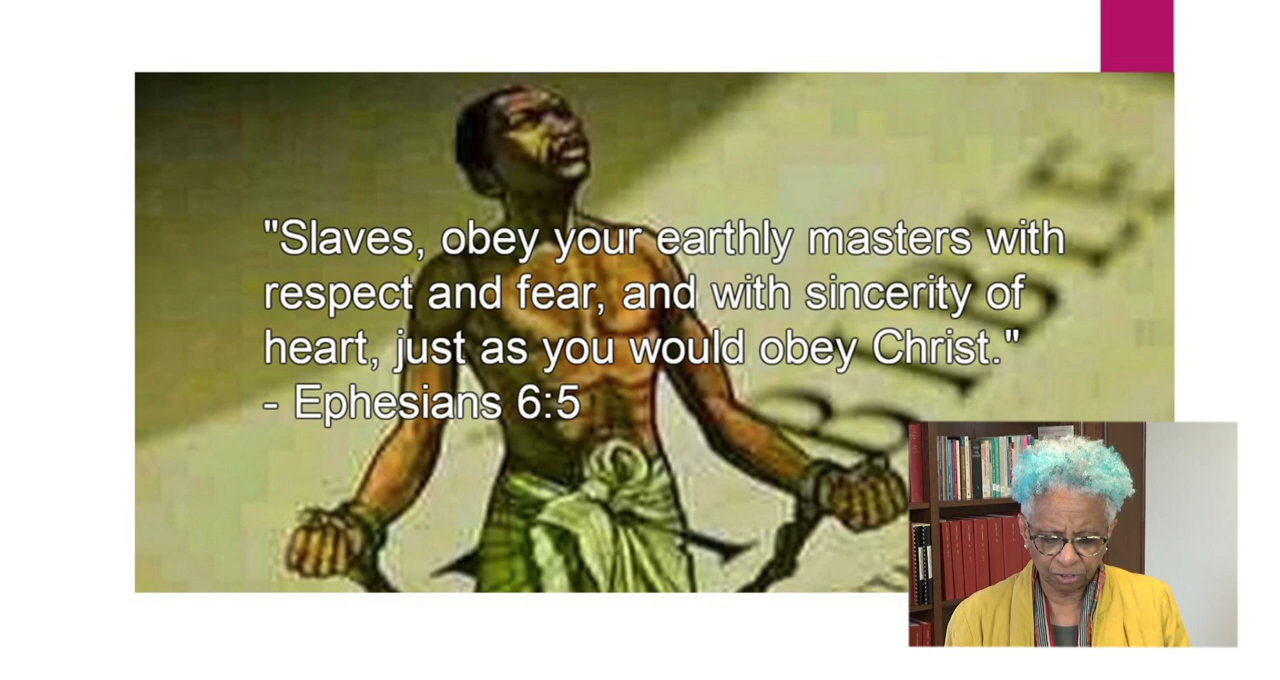 "Slaves, obey your earthly masters with
respect and fear, and with sincerity of
heart, just as you would obey Christ."
- Ephesians 6:5
BIBLE